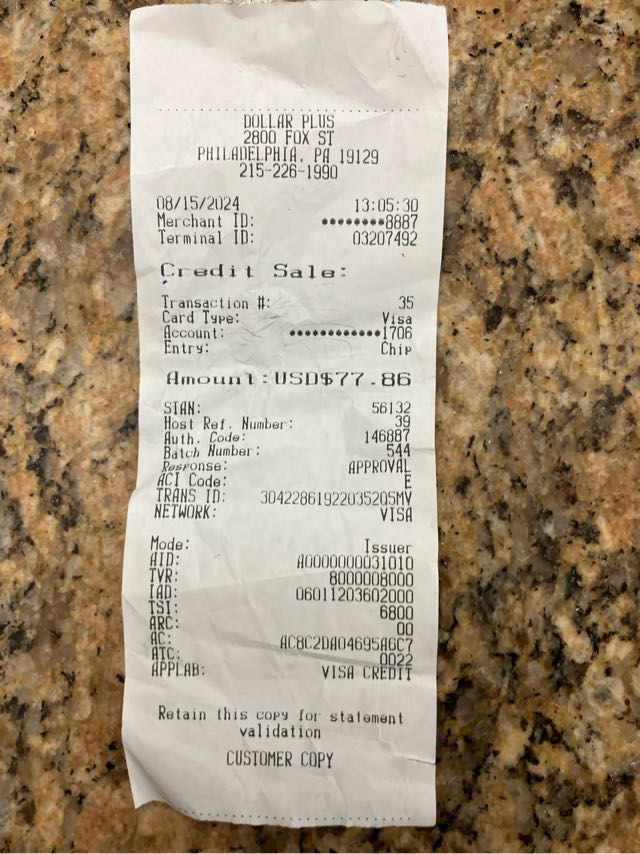 DOLLAR PLUS
2800 FOX ST
PHILADELPHIA, PA 19129
215-226-1990
08/15/2024 13:05:30
Merchant ID: ********8887
Terminal ID: 03207492
Credit Sale:
Transaction #: 35
Card Type: Visa
Account: ************1706
Entry: Chip
Amount: USD$77.86
STAN: 56132
Host Ref. Number: 39
Auth. Code: 146887
Batch Number: 544
Response: APPROVAL
ACI Code: E
TRANS ID: 304228619220352O5MV
NETWORK: VISA
Mode: Issuer
AID: A0000000031010
TVR: 8000008000
IAD: 06011203602000
TSI: 6800
ARC: 00
AC: AC8C2DA04695A6C7
ATC: 0022
APPLAB: VISA CREDIT
Retain this copy for statement
validation
CUSTOMER COPY